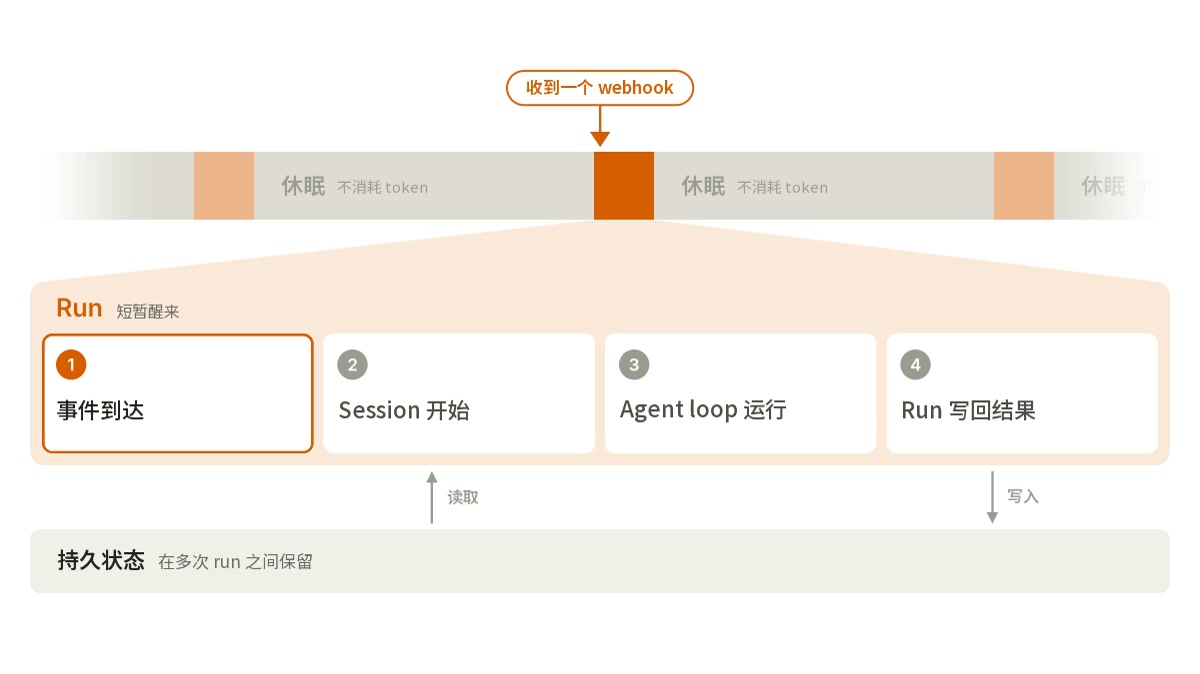 收到一个 webhook
休眠 不消耗 token
休眠 不消耗 token
休眠 不
Run 短暂醒来
1
事件到达
2
Session 开始
3
Agent loop 运行
4
Run 写回结果
读取
写入
持久状态 在多次 run 之间保留